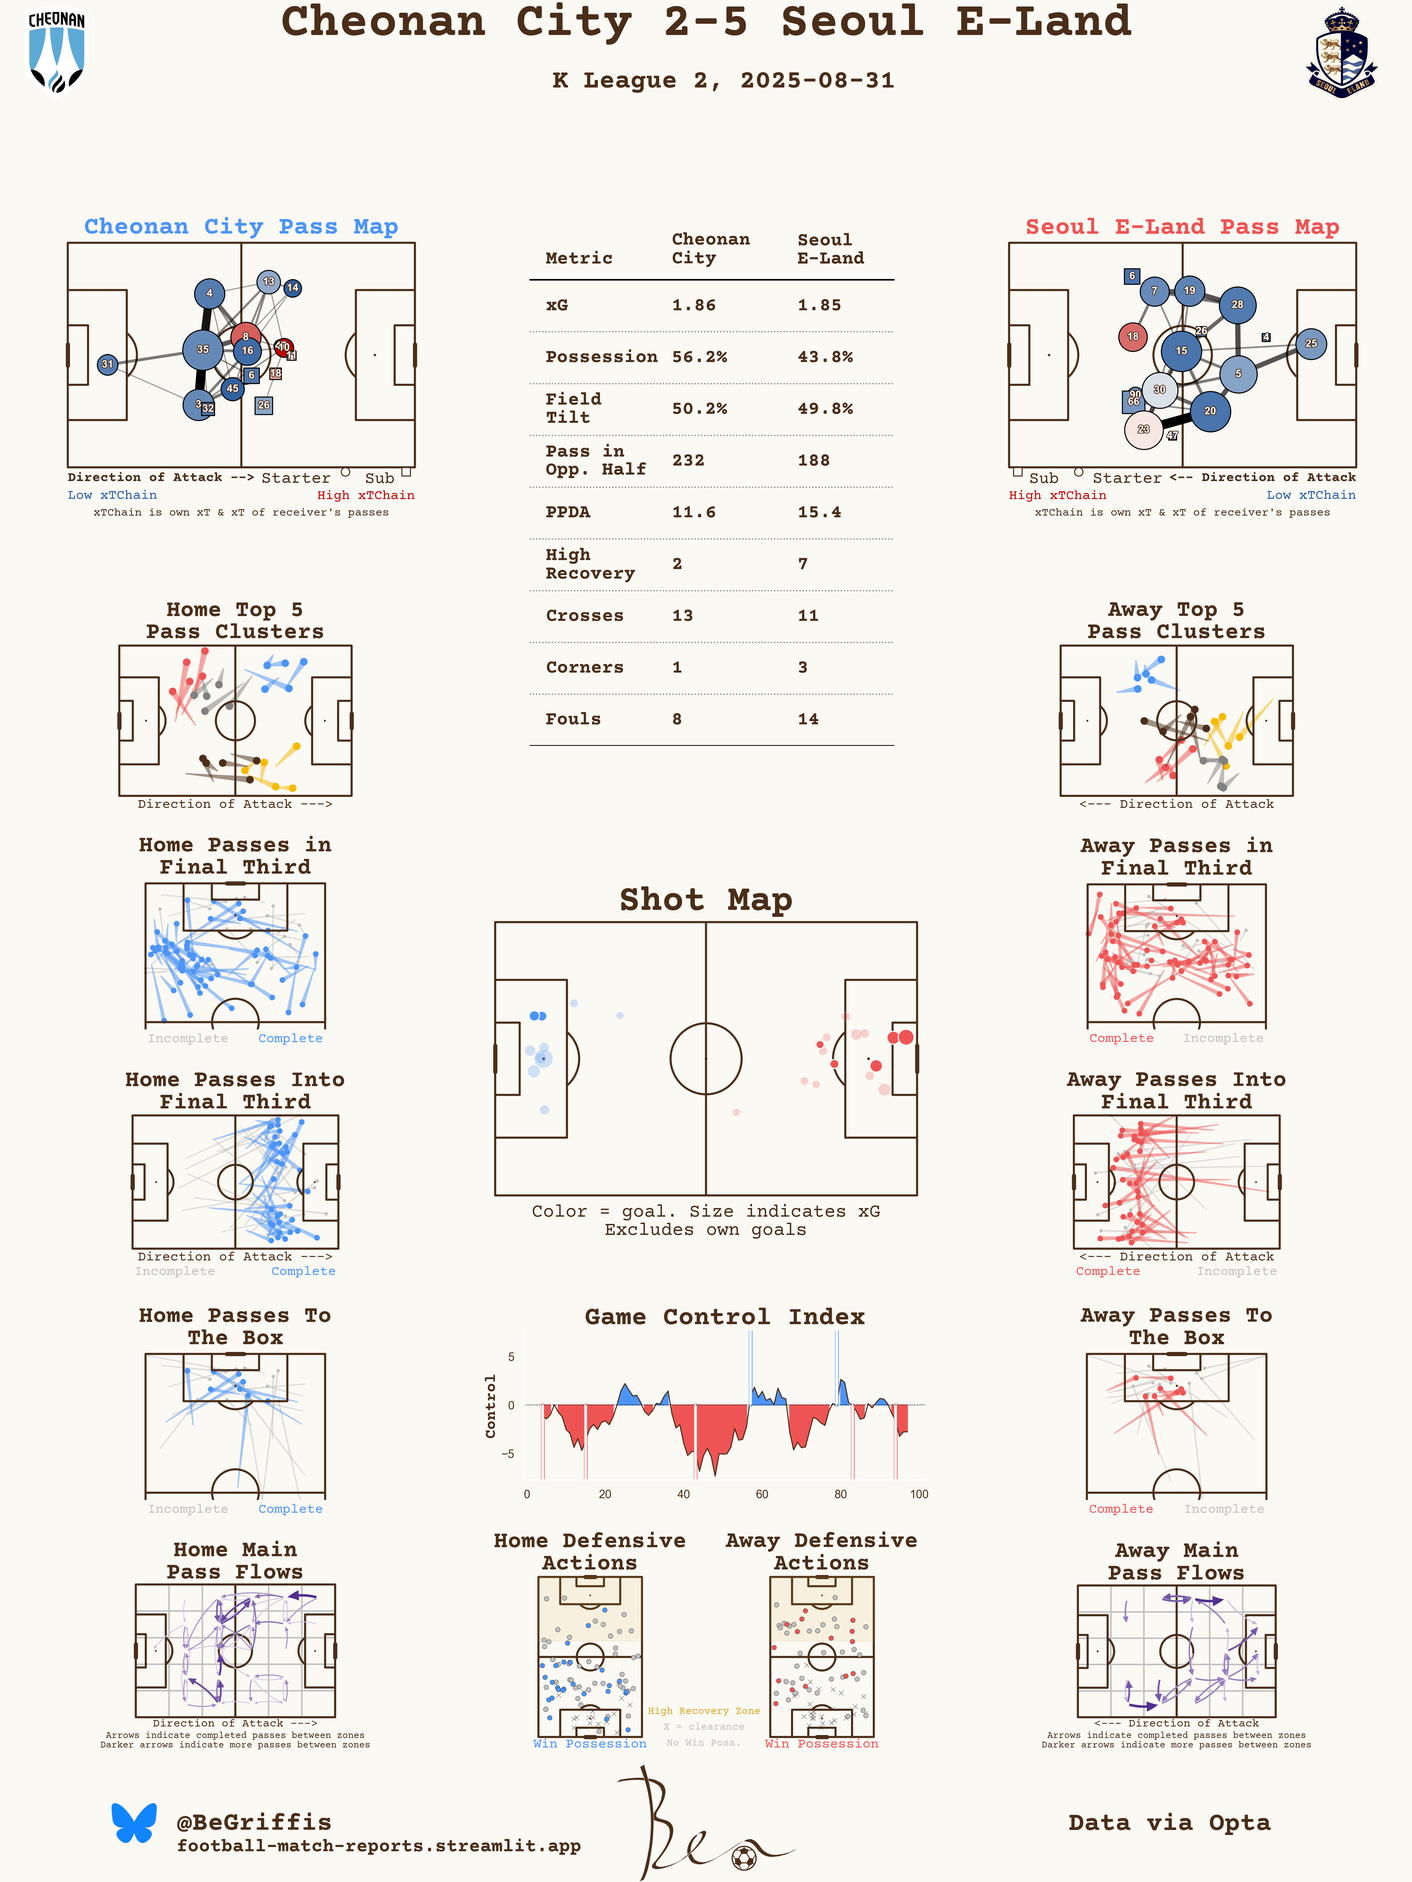 Cheonan City 2-5 Seoul E-Land
K League 2, 2025-08-31
CHEONAN
SEOUL ELAND
Cheonan City Pass Map
4
13
14
8
35
16
10
11
31
6
18
45
3
32
26
Direction of Attack --> Starter Sub
Low xTChain High xTChain
xTChain is own xT & xT of receiver's passes
Metric Cheonan City Seoul E-Land
xG 1.86 1.85
Possession 56.2% 43.8%
Field Tilt 50.2% 49.8%
Pass in Opp. Half 232 188
PPDA 11.6 15.4
High Recovery 2 7
Crosses 13 11
Corners 1 3
Fouls 8 14
Seoul E-Land Pass Map
6
7
19
28
18
26
4
25
15
5
30
90
66
20
23
47
Sub Starter <-- Direction of Attack
High xTChain Low xTChain
xTChain is own xT & xT of receiver's passes
Home Top 5
Pass Clusters
Direction of Attack --->
Away Top 5
Pass Clusters
<--- Direction of Attack
Home Passes in
Final Third
Incomplete Complete
Shot Map
Color = goal. Size indicates xG
Excludes own goals
Away Passes in
Final Third
Complete Incomplete
Home Passes Into
Final Third
Direction of Attack --->
Incomplete Complete
Away Passes Into
Final Third
<--- Direction of Attack
Complete Incomplete
Home Passes To
The Box
Incomplete Complete
Game Control Index
Control
5
0
−5
0 20 40 60 80 100
Away Passes To
The Box
Complete Incomplete
Home Main
Pass Flows
Direction of Attack --->
Arrows indicate completed passes between zones
Darker arrows indicate more passes between zones
Home Defensive
Actions
Win Possession
Away Defensive
Actions
Win Possession
High Recovery Zone
X = clearance
No Win Poss.
Away Main
Pass Flows
<--- Direction of Attack
Arrows indicate completed passes between zones
Darker arrows indicate more passes between zones
@BeGriffis
football-match-reports.streamlit.app
Ben
Data via Opta